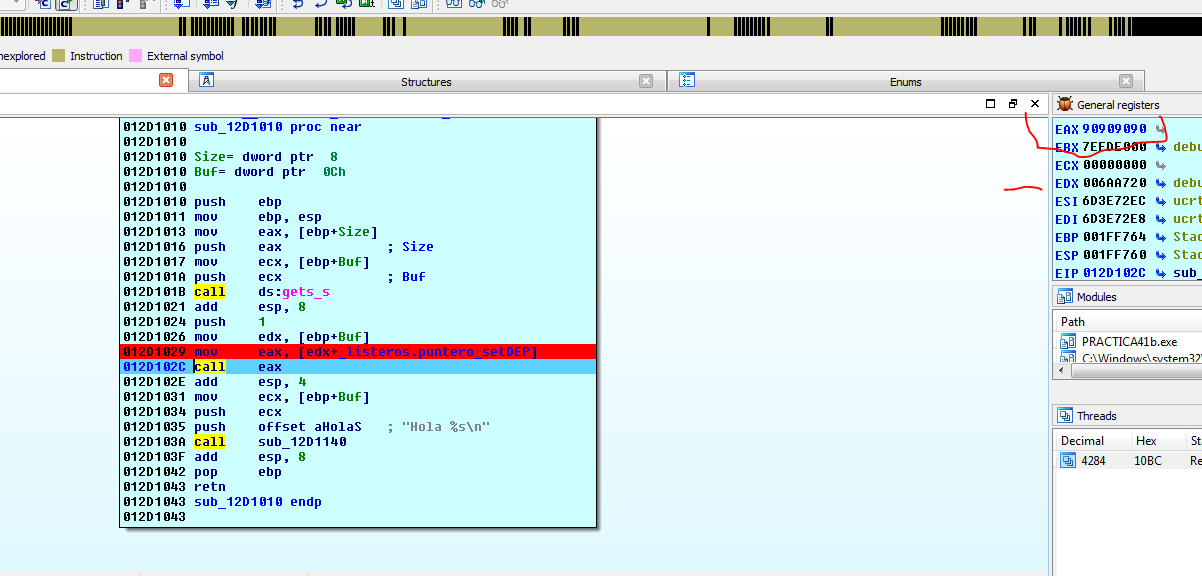 nexplored Instruction External symbol
Structures Enums
General registers
012D1010 sub_12D1010 proc near
012D1010
012D1010 Size= dword ptr  8
012D1010 Buf= dword ptr  0Ch
012D1010
012D1010 push    ebp
012D1011 mov     ebp, esp
012D1013 mov     eax, [ebp+Size]
012D1016 push    eax             ; Size
012D1017 mov     ecx, [ebp+Buf]
012D101A push    ecx             ; Buf
012D101B call    ds:gets_s
012D1021 add     esp, 8
012D1024 push    1
012D1026 mov     edx, [ebp+Buf]
012D1029 mov     eax, [edx+_listeros.puntero_setDEP]
012D102C call    eax
012D102E add     esp, 4
012D1031 mov     ecx, [ebp+Buf]
012D1034 push    ecx
012D1035 push    offset aHolaS   ; "Hola %s\n"
012D103A call    sub_12D1140
012D103F add     esp, 8
012D1042 pop     ebp
012D1043 retn
012D1043 sub_12D1010 endp
012D1043
EAX 90909090
EBX 7EFDE000 debu
ECX 00000000
EDX 006AA720 debu
ESI 6D3E72EC ucrt
EDI 6D3E72E8 ucrt
EBP 001FF764 Stac
ESP 001FF760 Stac
EIP 012D102C sub_
Modules
Path
PRACTICA41b.exe
C:\Windows\system32
Threads
Decimal Hex St
4284 10BC Re